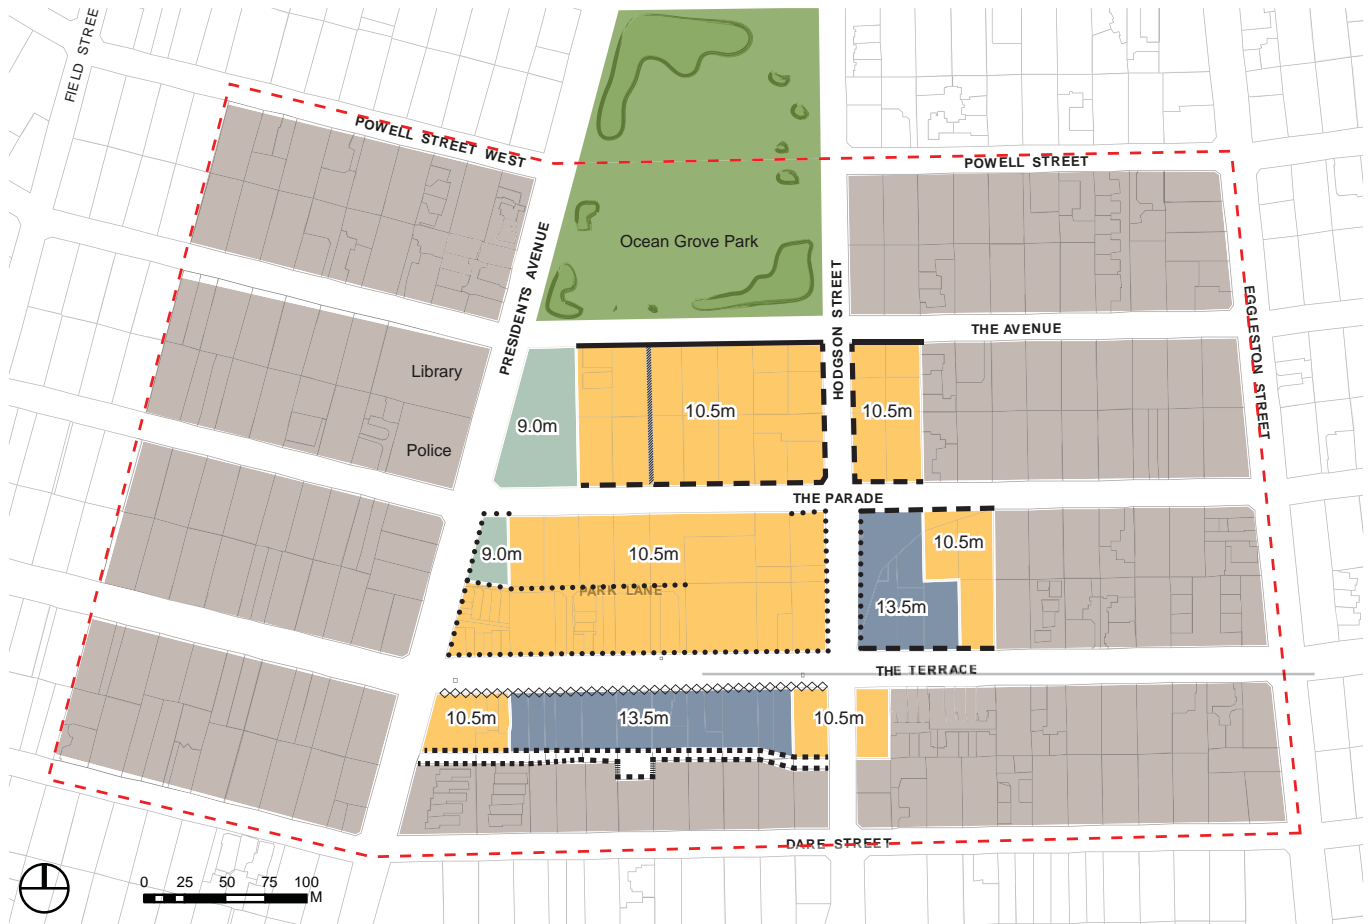 FIELD STREE
POWELL STREET WEST
POWELL STREET
Ocean Grove Park
PRESIDENTS AVENUE
HODGSON STREET
EGGLESTON STREET
THE AVENUE
Library
9.0m
10.5m
10.5m
Police
THE PARADE
9.0m
10.5m
10.5m
PARK LANE
13.5m
THE TERRACE
10.5m
13.5m
10.5m
DARE STREET
0 25 50 75 100
M